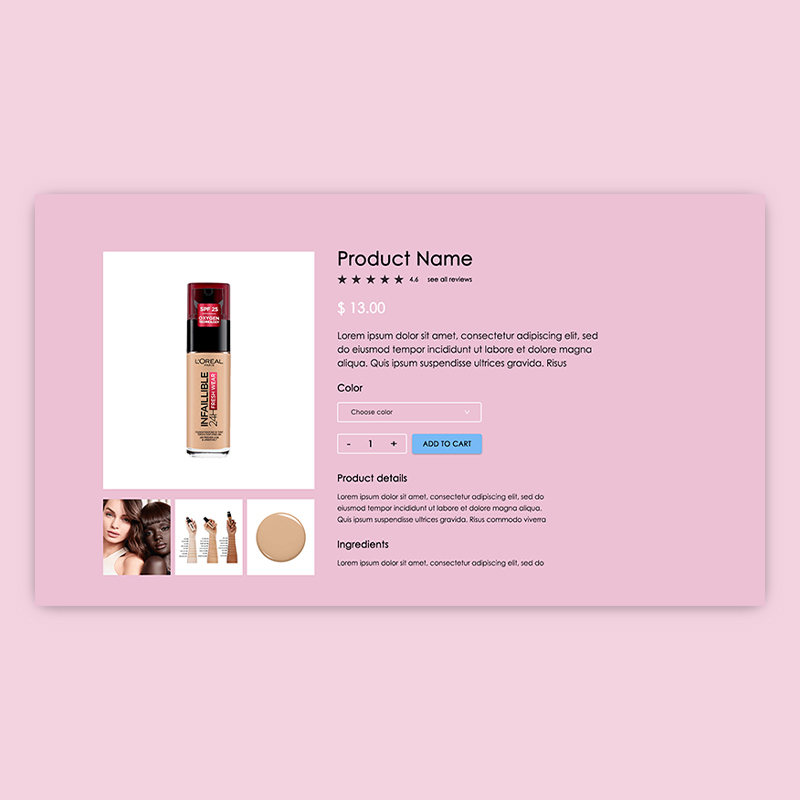 SPF 25
OXYGEN
TECHNOLOGY
L'ORÉAL
PARIS
INFAILLIBLE
24H FRESH WEAR
Product Name
4.6 see all reviews
$ 13.00
Lorem ipsum dolor sit amet, consectetur adipiscing elit, sed
do eiusmod tempor incididunt ut labore et dolore magna
aliqua. Quis ipsum suspendisse ultrices gravida. Risus
Color
Choose color
- 1 + ADD TO CART
Product details
Lorem ipsum dolor sit amet, consectetur adipiscing elit, sed do
do eiusmod tempor incididunt ut labore et dolore magna
Quis ipsum suspendisse ultrices gravida. Risus commodo viverra
Ingredients
Lorem ipsum dolor sit amet, consectetur adipiscing elit, sed do